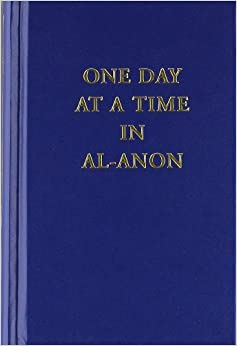 ONE DAY
AT A TIME
IN
AL-ANON